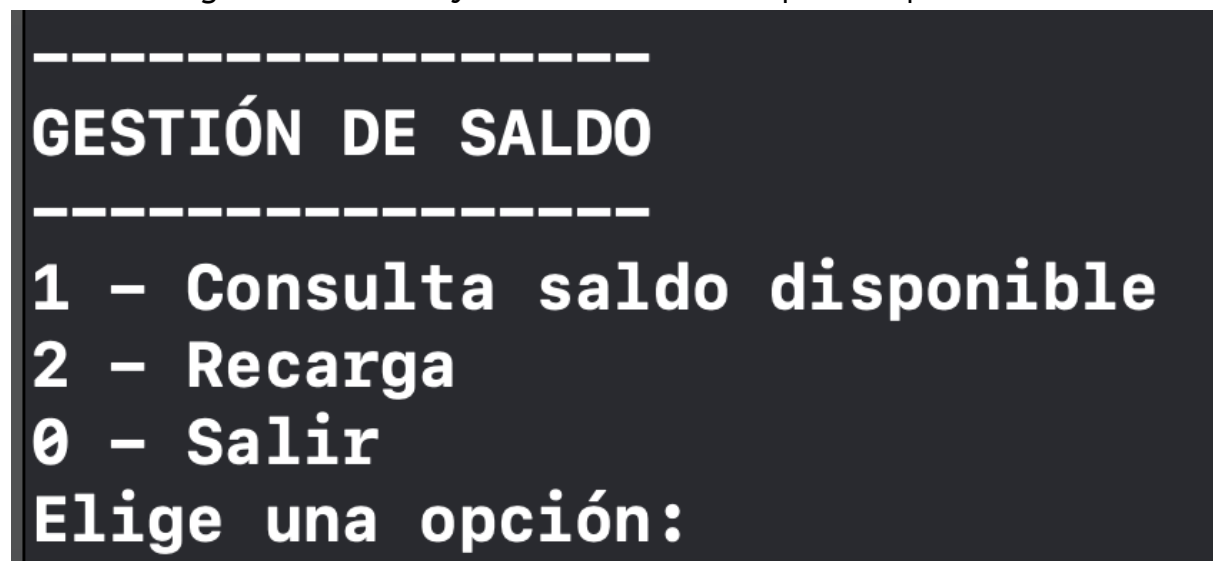 ----------------
GESTIÓN DE SALDO
----------------
1 - Consulta saldo disponible
2 - Recarga
0 - Salir
Elige una opción: